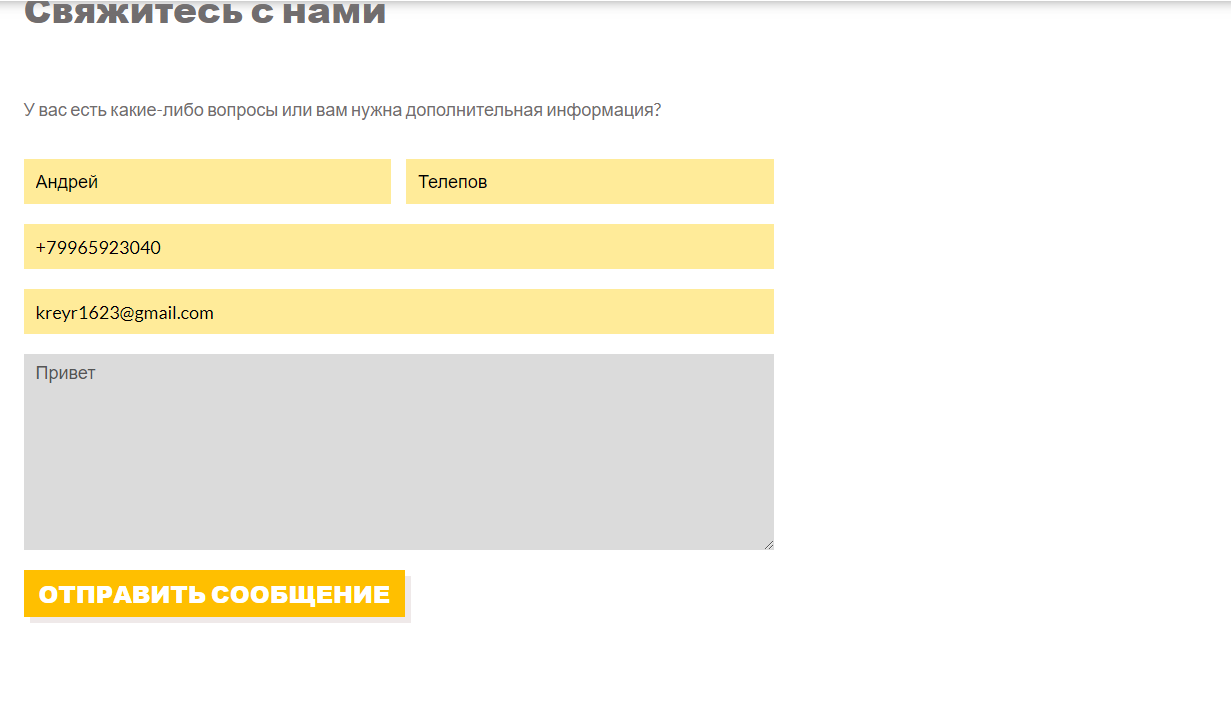 Свяжитесь с нами
У вас есть какие-либо вопросы или вам нужна дополнительная информация?
Андрей Телепов
+79965923040
kreyr1623@gmail.com
Привет
ОТПРАВИТЬ СООБЩЕНИЕ